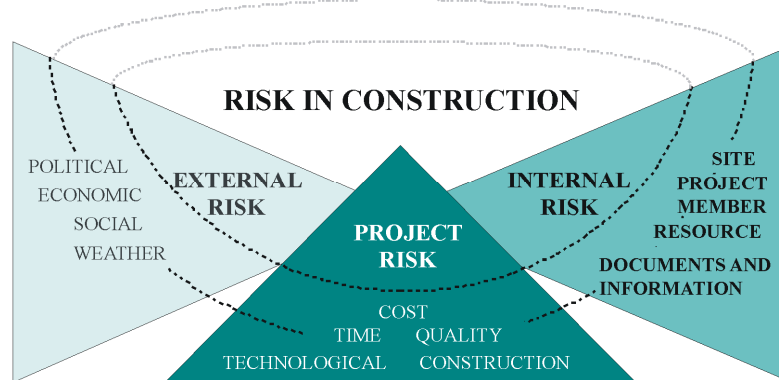 RISK IN CONSTRUCTION
POLITICAL
ECONOMIC
SOCIAL
WEATHER
EXTERNAL
RISK
PROJECT
RISK
INTERNAL
RISK
SITE
PROJECT
MEMBER
RESOURCE
DOCUMENTS AND
INFORMATION
COST
TIME QUALITY
TECHNOLOGICAL CONSTRUCTION